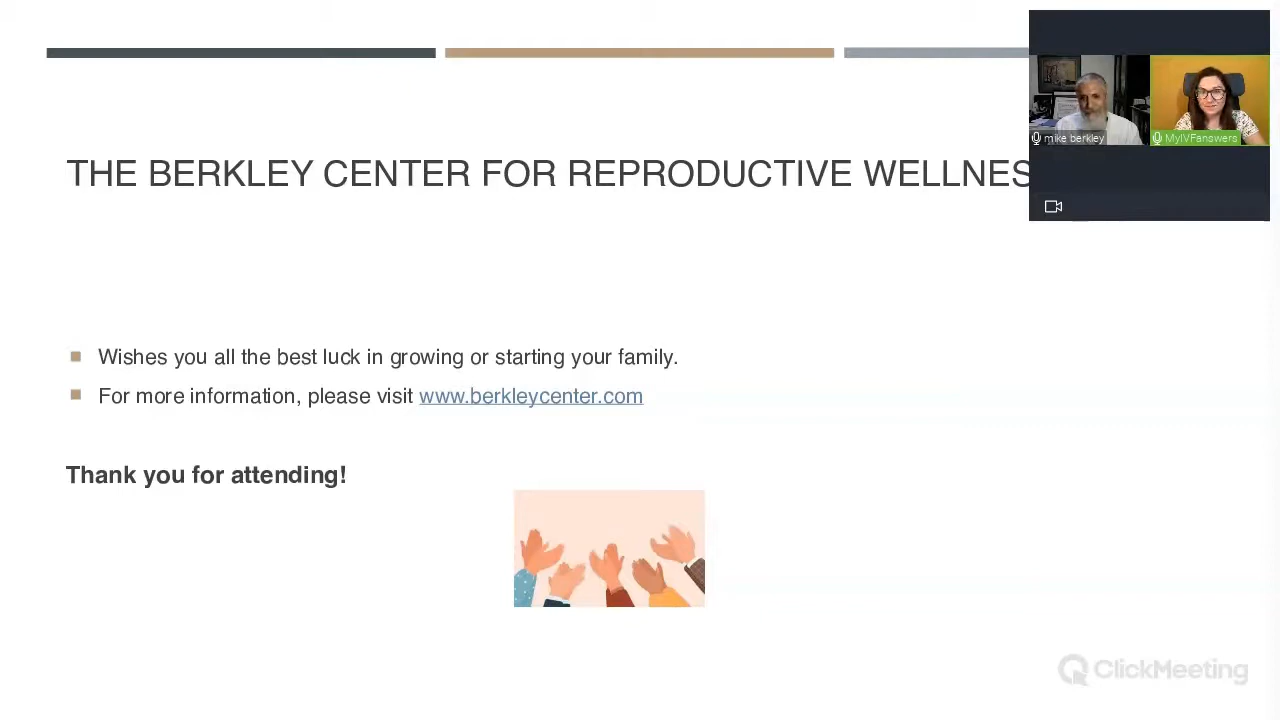 THE BERKLEY CENTER FOR REPRODUCTIVE WELLNES
mike berkley
MyIVFanswers
Wishes you all the best luck in growing or starting your family.
For more information, please visit www.berkleycenter.com
Thank you for attending!
ClickMeeting